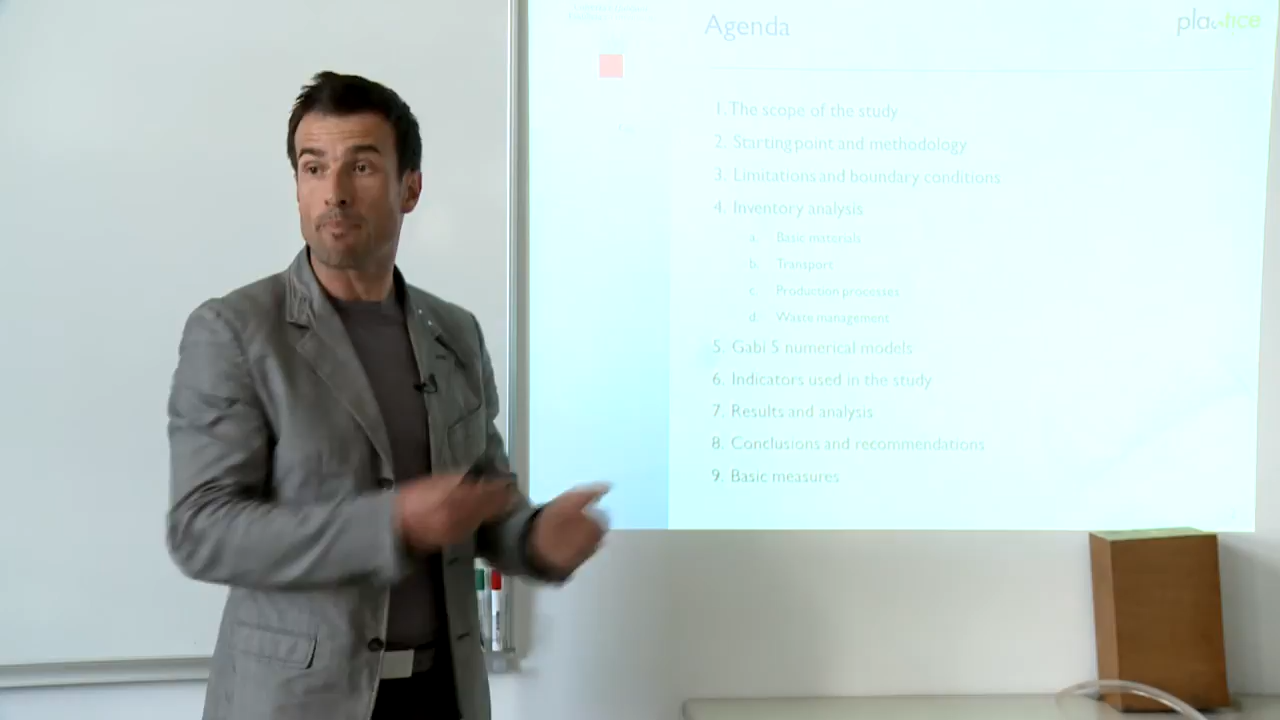 Agenda
1. The scope of the study
2. Starting point and methodology
3. Limitations and boundary conditions
4. Inventory analysis
a. Basic materials
b. Transport
c. Production processes
d. Waste management
5. Gabi 5 numerical models
6. Indicators used in the study
7. Results and analysis
8. Conclusions and recommendations
9. Basic measures